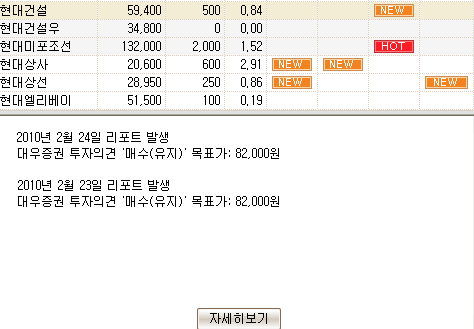 현대건설 59,400 500 0,84 NEW
현대건설우 34,800 0 0,00
현대미포조선 132,000 2,000 1,52 HOT
현대상사 20,600 600 2,91 NEW NEW
현대상선 28,950 250 0,86 NEW NEW
현대엘리베이 51,500 100 0,19
2010년 2월 24일 리포트 발생
대우증권 투자의견 '매수(유지)' 목표가: 82,000원
2010년 2월 23일 리포트 발생
대우증권 투자의견 '매수(유지)' 목표가: 82,000원
자세히보기